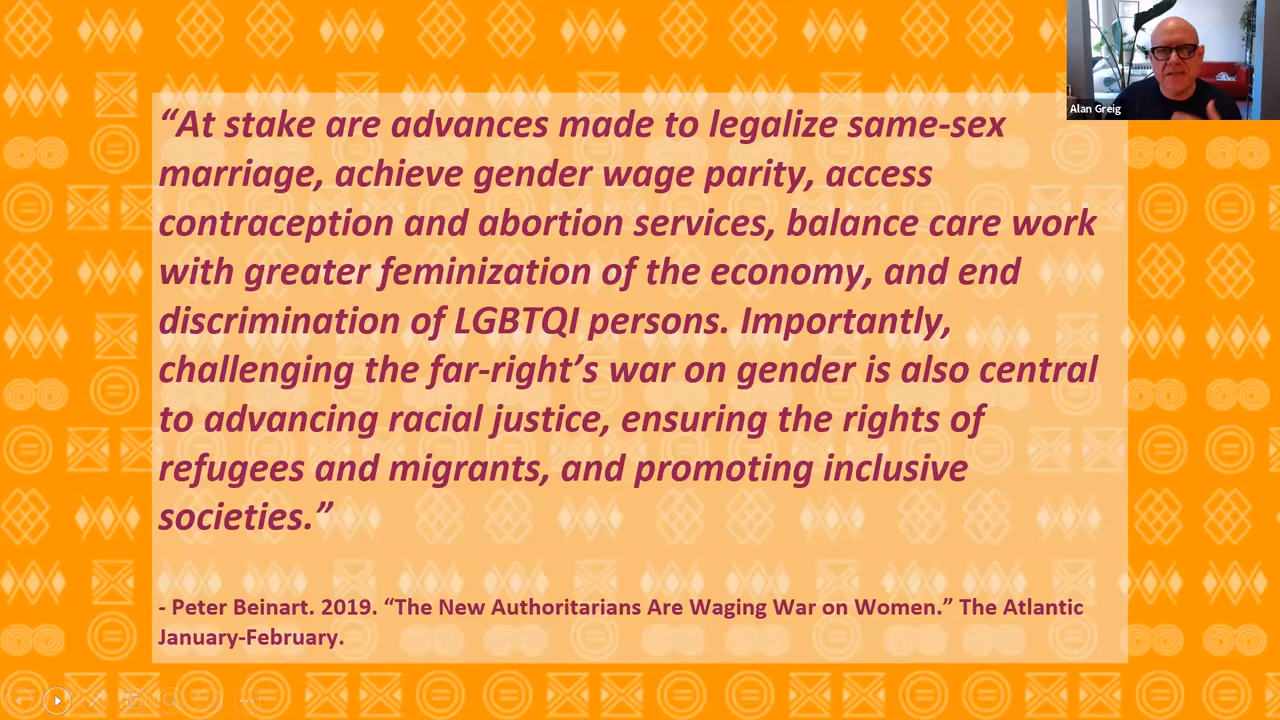 Alan Greig
“At stake are advances made to legalize same-sex
marriage, achieve gender wage parity, access
contraception and abortion services, balance care work
with greater feminization of the economy, and end
discrimination of LGBTQI persons. Importantly,
challenging the far-right’s war on gender is also central
to advancing racial justice, ensuring the rights of
refugees and migrants, and promoting inclusive
societies.”
- Peter Beinart. 2019. “The New Authoritarians Are Waging War on Women.” The Atlantic
January-February.